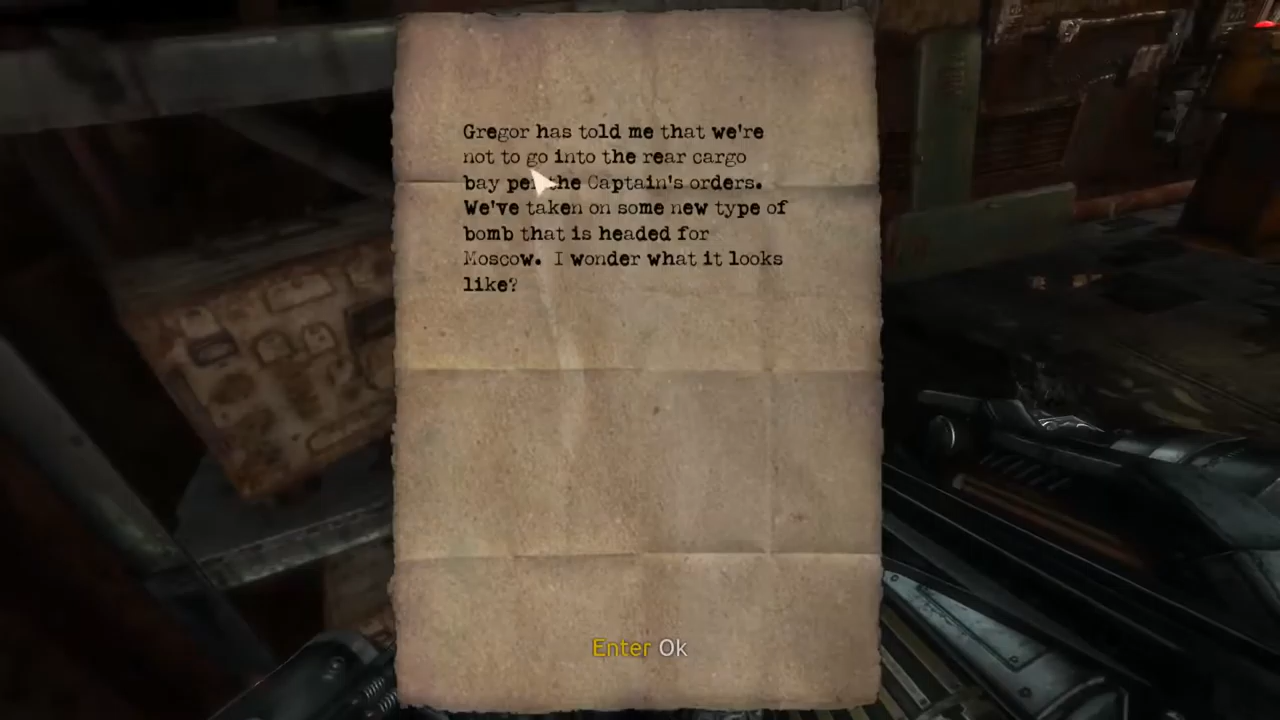 Gregor has told me that we're
not to go into the rear cargo
bay per the Captain's orders.
We've taken on some new type of
bomb that is headed for
Moscow. I wonder what it looks
like?
Enter Ok